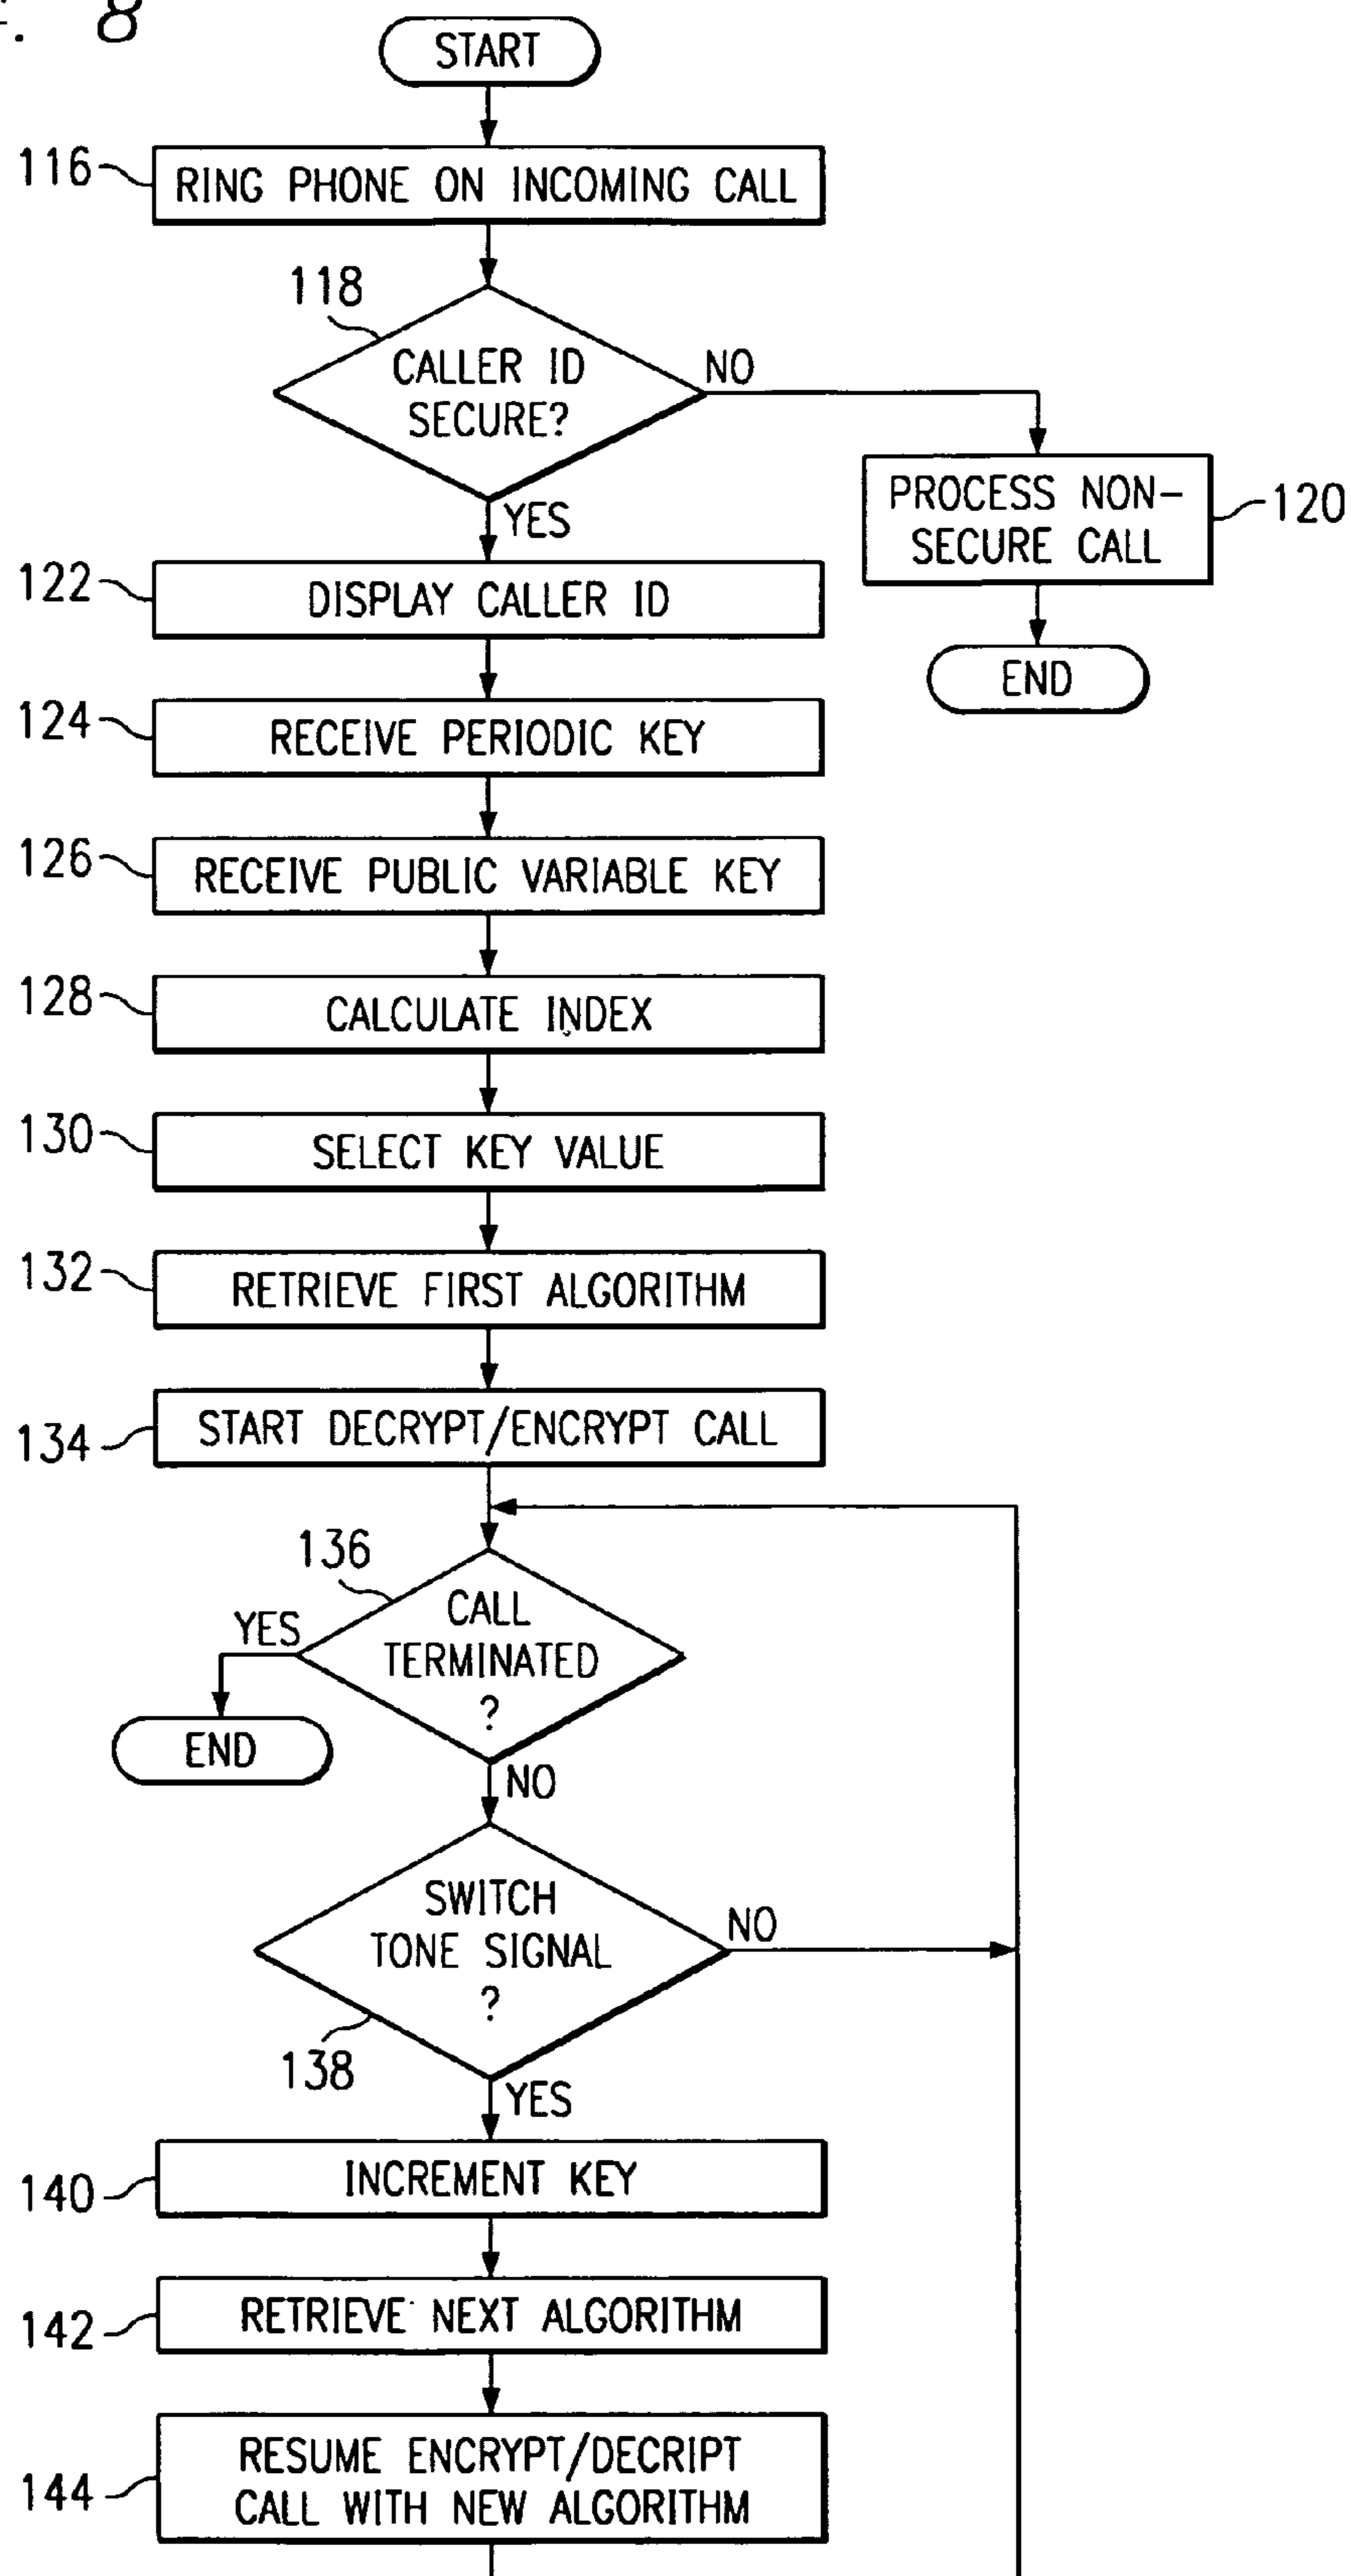 . 8
START
116
RING PHONE ON INCOMING CALL
118
CALLER ID
SECURE?
NO
YES
PROCESS NON-
SECURE CALL
120
END
122
DISPLAY CALLER ID
124
RECEIVE PERIODIC KEY
126
RECEIVE PUBLIC VARIABLE KEY
128
CALCULATE INDEX
130
SELECT KEY VALUE
132
RETRIEVE FIRST ALGORITHM
134
START DECRYPT/ENCRYPT CALL
136
CALL
TERMINATED
?
YES
END
NO
SWITCH
TONE SIGNAL
?
NO
138
YES
140
INCREMENT KEY
142
RETRIEVE NEXT ALGORITHM
144
RESUME ENCRYPT/DECRIPT
CALL WITH NEW ALGORITHM